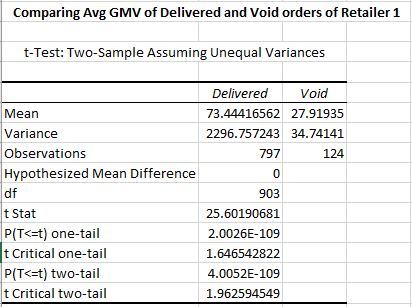 Comparing Avg GMV of Delivered and Void orders of Retailer 1
t-Test: Two-Sample Assuming Unequal Variances
Delivered Void
Mean 73.44416562 27.91935
Variance 2296.757243 34.74141
Observations 797 124
Hypothesized Mean Difference 0
df 903
t Stat 25.60190681
P(T<=t) one-tail 2.0026E-109
t Critical one-tail 1.646542822
P(T<=t) two-tail 4.0052E-109
t Critical two-tail 1.962594549